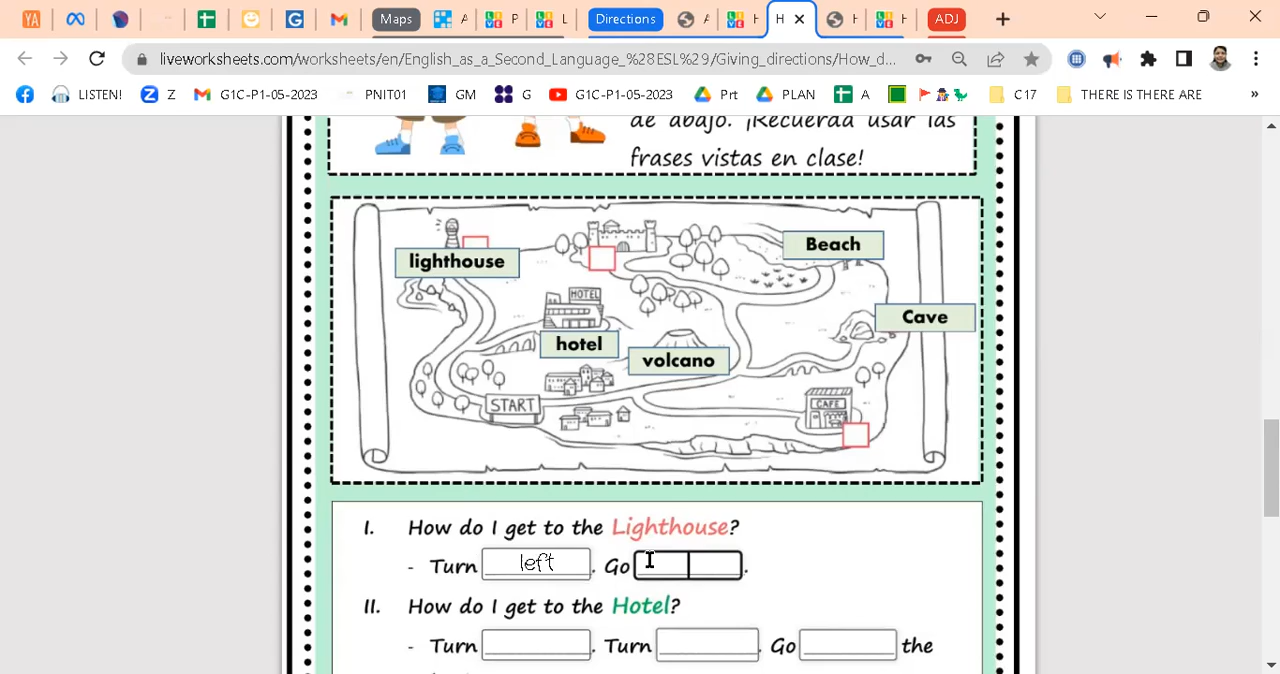 YA
G
A
P
L
Maps
Directions
A
H
H
H
H
ADJ
liveworksheets.com/worksheets/en/English_as_a_Second_Language_%28ESL%29/Giving_directions/How_d...
LISTEN!
Z
G1C-P1-05-2023
PNIT01
GM
G
G1C-P1-05-2023
Prt
PLAN
A
C17
THERE IS THERE ARE
»
de abajo. ¡Recuerda usar las
frases vistas en clase!
lighthouse
Beach
HOTEL
Cave
hotel
volcano
START
CAFE
I. How do I get to the Lighthouse?
- Turn left. Go .
II. How do I get to the Hotel?
- Turn . Turn . Go the